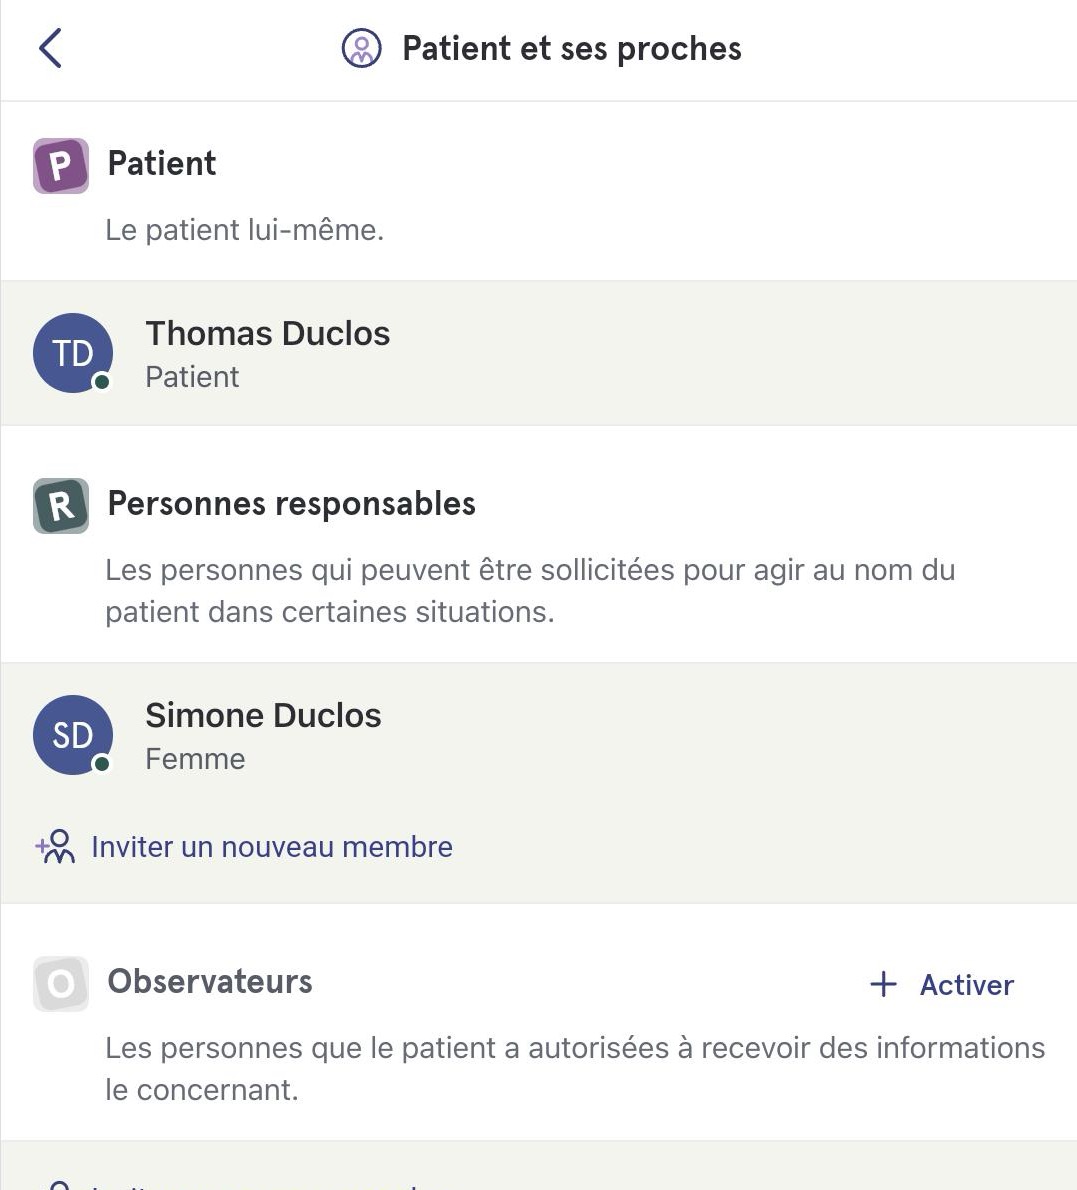 Patient et ses proches
P Patient
Le patient lui-même.
TD Thomas Duclos
Patient
R Personnes responsables
Les personnes qui peuvent être sollicitées pour agir au nom du
patient dans certaines situations.
SD Simone Duclos
Femme
+ Inviter un nouveau membre
O Observateurs + Activer
Les personnes que le patient a autorisées à recevoir des informations
le concernant.